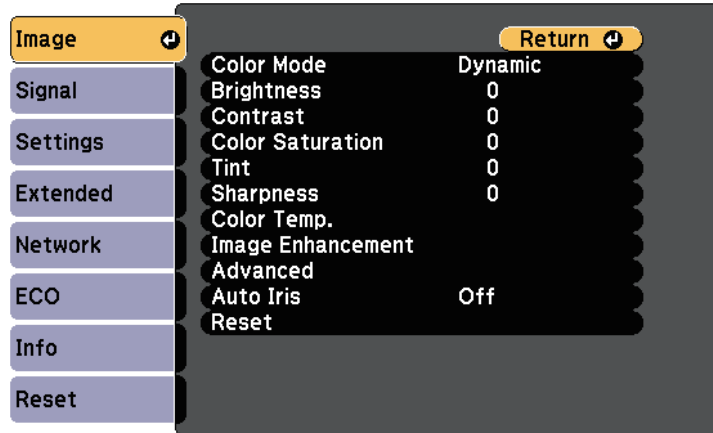 Image
Signal
Settings
Extended
Network
ECO
Info
Reset
Return
Color Mode Dynamic
Brightness 0
Contrast 0
Color Saturation 0
Tint 0
Sharpness 0
Color Temp.
Image Enhancement
Advanced
Auto Iris Off
Reset